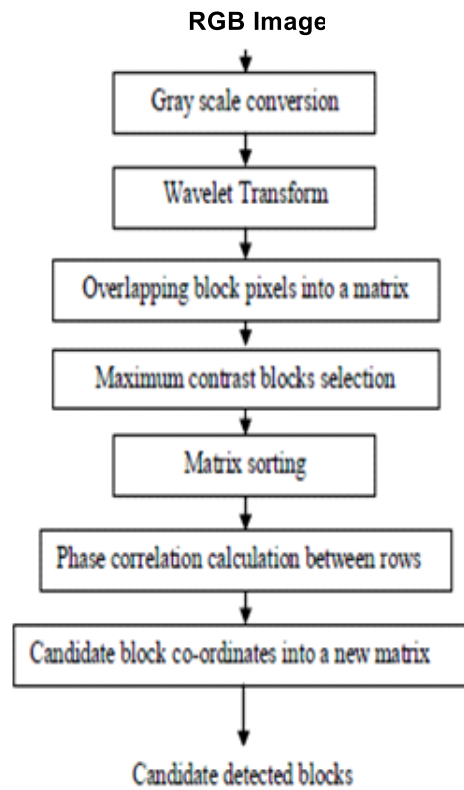 RGB Image
Gray scale conversion
Wavelet Transform
Overlapping block pixels into a matrix
Maximum contrast blocks selection
Matrix sorting
Phase correlation calculation between rows
Candidate block co-ordinates into a new matrix
Candidate detected blocks